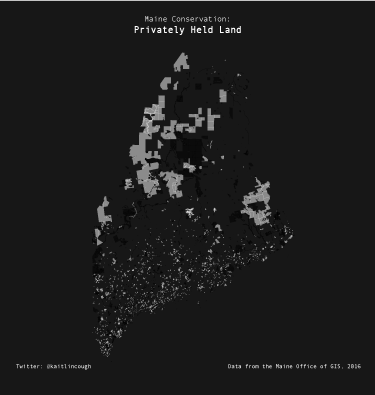 Maine Conservation:
Privately Held Land
Twitter: @kaitlincough
Data from the Maine Office of GIS, 2016